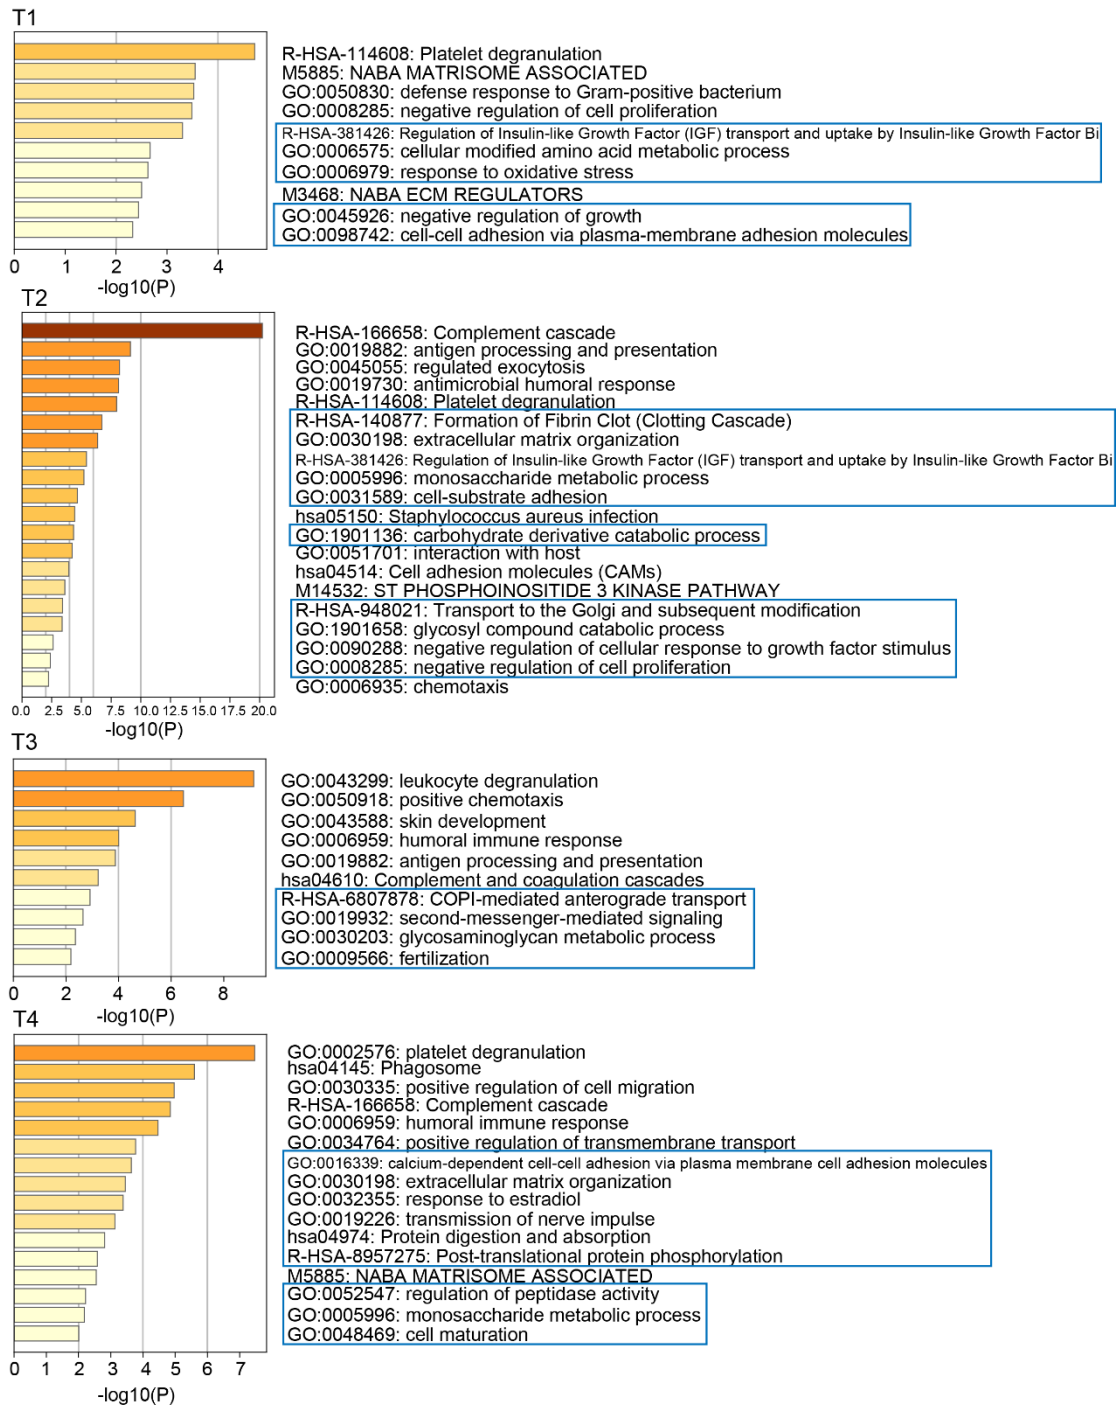 T1
R-HSA-114608: Platelet degranulation
M5885: NABA MATRISOME ASSOCIATED
GO:0050830: defense response to Gram-positive bacterium
GO:0008285: negative regulation of cell proliferation
R-HSA-381426: Regulation of Insulin-like Growth Factor (IGF) transport and uptake by Insulin-like Growth Factor Bi
GO:0006575: cellular modified amino acid metabolic process
GO:0006979: response to oxidative stress
M3468: NABA ECM REGULATORS
GO:0045926: negative regulation of growth
GO:0098742: cell-cell adhesion via plasma-membrane adhesion molecules
0 1 2 3 4
-log10(P)
T2
R-HSA-166658: Complement cascade
GO:0019882: antigen processing and presentation
GO:0045055: regulated exocytosis
GO:0019730: antimicrobial humoral response
R-HSA-114608: Platelet degranulation
R-HSA-140877: Formation of Fibrin Clot (Clotting Cascade)
GO:0030198: extracellular matrix organization
R-HSA-381426: Regulation of Insulin-like Growth Factor (IGF) transport and uptake by Insulin-like Growth Factor Bi
GO:0005996: monosaccharide metabolic process
GO:0031589: cell-substrate adhesion
hsa05150: Staphylococcus aureus infection
GO:1901136: carbohydrate derivative catabolic process
GO:0051701: interaction with host
hsa04514: Cell adhesion molecules (CAMs)
M14532: ST PHOSPHOINOSITIDE 3 KINASE PATHWAY
R-HSA-948021: Transport to the Golgi and subsequent modification
GO:1901658: glycosyl compound catabolic process
GO:0090288: negative regulation of cellular response to growth factor stimulus
GO:0008285: negative regulation of cell proliferation
GO:0006935: chemotaxis
0.0 2.5 5.0 7.5 10.0 12.5 15.0 17.5 20.0
-log10(P)
T3
GO:0043299: leukocyte degranulation
GO:0050918: positive chemotaxis
GO:0043588: skin development
GO:0006959: humoral immune response
GO:0019882: antigen processing and presentation
hsa04610: Complement and coagulation cascades
R-HSA-6807878: COPI-mediated anterograde transport
GO:0019932: second-messenger-mediated signaling
GO:0030203: glycosaminoglycan metabolic process
GO:0009566: fertilization
0 2 4 6 8
-log10(P)
T4
GO:0002576: platelet degranulation
hsa04145: Phagosome
GO:0030335: positive regulation of cell migration
R-HSA-166658: Complement cascade
GO:0006959: humoral immune response
GO:0034764: positive regulation of transmembrane transport
GO:0016339: calcium-dependent cell-cell adhesion via plasma membrane cell adhesion molecules
GO:0030198: extracellular matrix organization
GO:0032355: response to estradiol
GO:0019226: transmission of nerve impulse
hsa04974: Protein digestion and absorption
R-HSA-8957275: Post-translational protein phosphorylation
M5885: NABA MATRISOME ASSOCIATED
GO:0052547: regulation of peptidase activity
GO:0005996: monosaccharide metabolic process
GO:0048469: cell maturation
0 1 2 3 4 5 6 7
-log10(P)